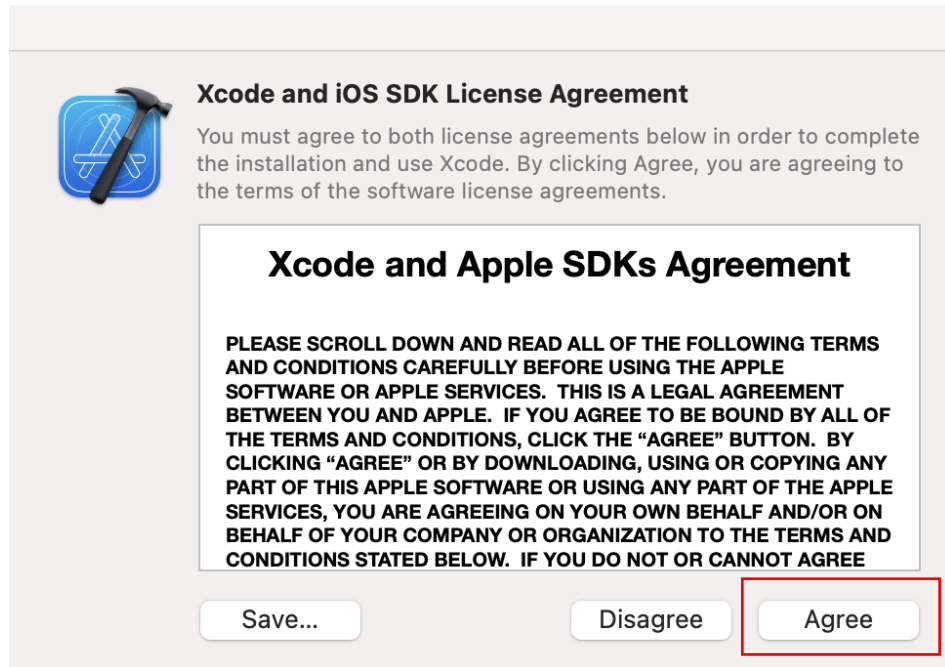 Xcode and iOS SDK License Agreement
You must agree to both license agreements below in order to complete
the installation and use Xcode. By clicking Agree, you are agreeing to
the terms of the software license agreements.
Xcode and Apple SDKs Agreement
PLEASE SCROLL DOWN AND READ ALL OF THE FOLLOWING TERMS
AND CONDITIONS CAREFULLY BEFORE USING THE APPLE
SOFTWARE OR APPLE SERVICES.  THIS IS A LEGAL AGREEMENT
BETWEEN YOU AND APPLE.  IF YOU AGREE TO BE BOUND BY ALL OF
THE TERMS AND CONDITIONS, CLICK THE “AGREE” BUTTON.  BY
CLICKING “AGREE” OR BY DOWNLOADING, USING OR COPYING ANY
PART OF THIS APPLE SOFTWARE OR USING ANY PART OF THE APPLE
SERVICES, YOU ARE AGREEING ON YOUR OWN BEHALF AND/OR ON
BEHALF OF YOUR COMPANY OR ORGANIZATION TO THE TERMS AND
CONDITIONS STATED BELOW.  IF YOU DO NOT OR CANNOT AGREE
Save... Disagree Agree